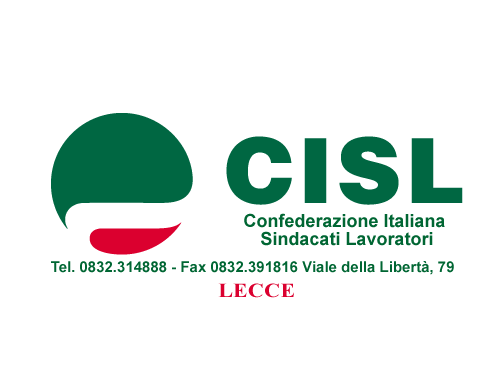 CISL
Confederazione Italiana
Sindacati Lavoratori
Tel. 0832.314888 - Fax 0832.391816 Viale della Libertà, 79
LECCE